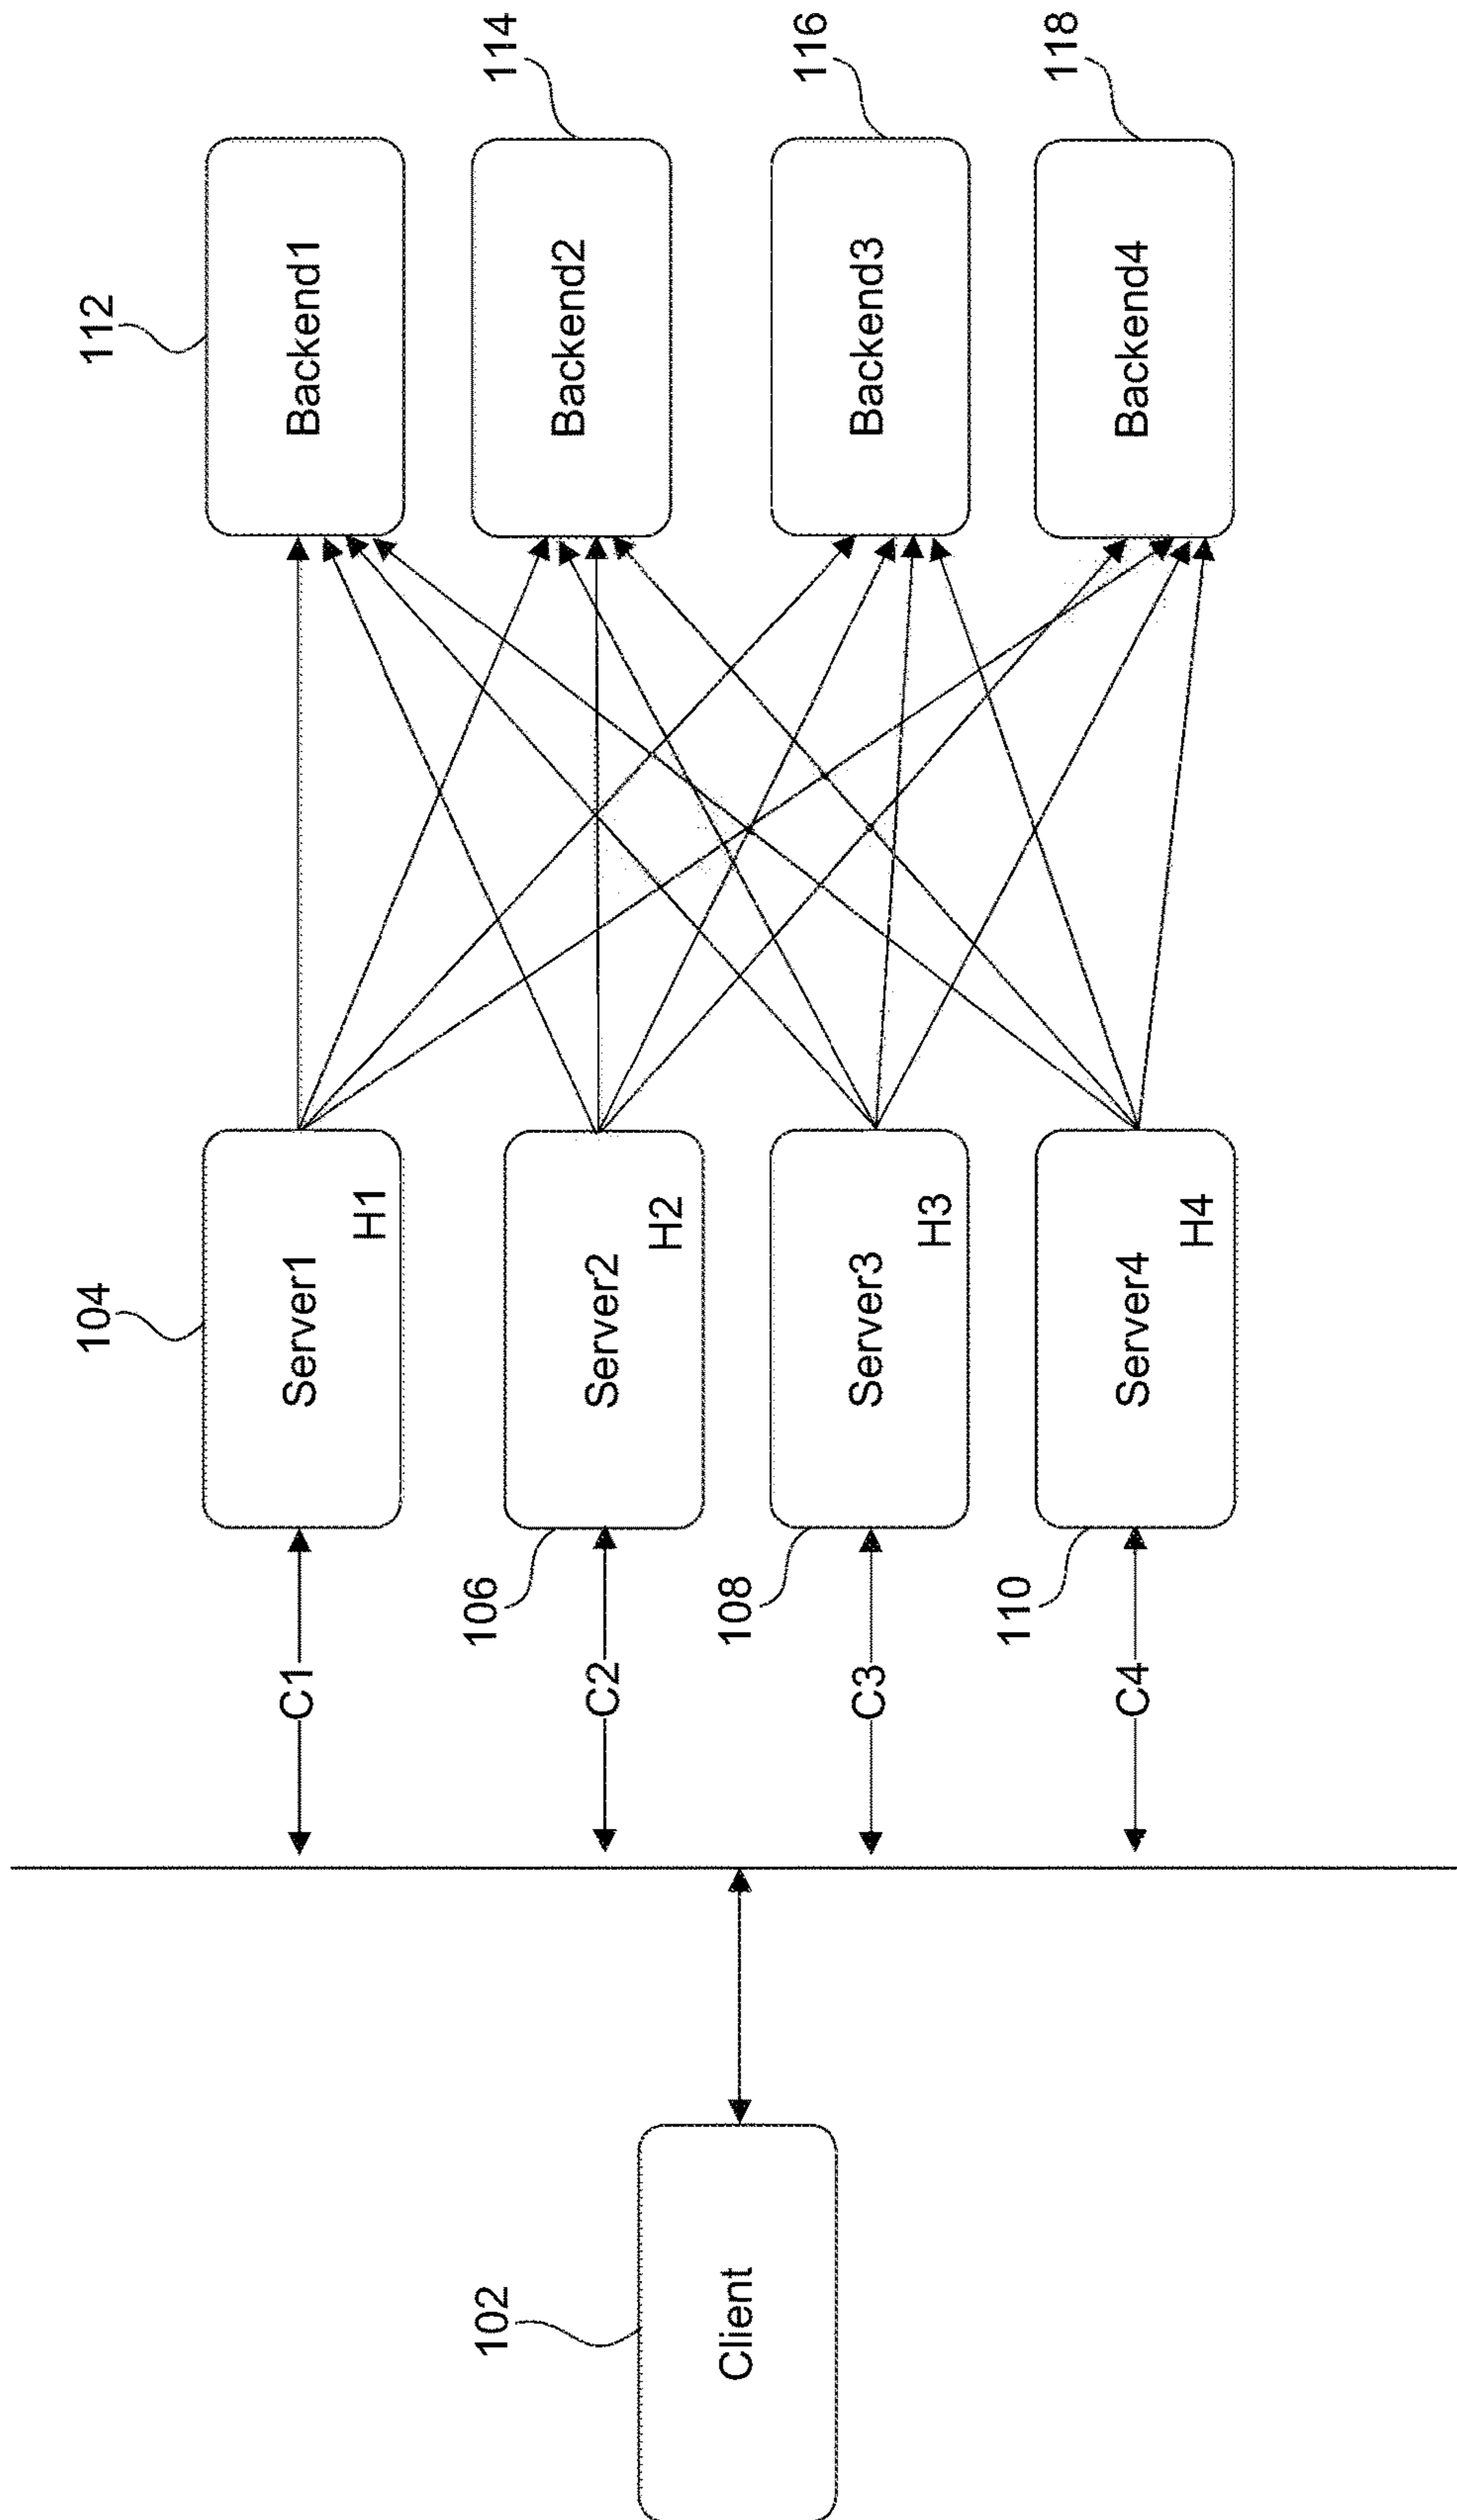 112
Backend1
114
Backend2
116
Backend3
118
Backend4
104
Server1
H1
106
Server2
H2
108
Server3
H3
110
Server4
H4
C1
C2
C3
C4
102
Client